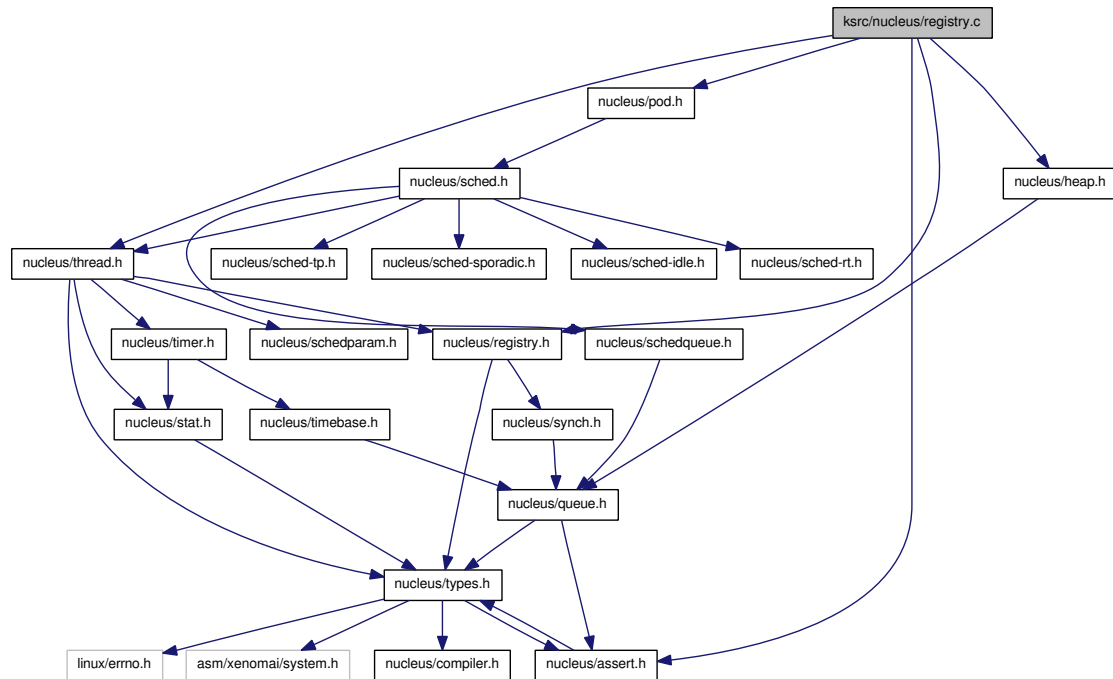 ksrc/nucleus/registry.c
nucleus/pod.h
nucleus/sched.h
nucleus/heap.h
nucleus/thread.h
nucleus/sched-tp.h
nucleus/sched-sporadic.h
nucleus/sched-idle.h
nucleus/sched-rt.h
nucleus/timer.h
nucleus/schedparam.h
nucleus/registry.h
nucleus/schedqueue.h
nucleus/stat.h
nucleus/timebase.h
nucleus/synch.h
nucleus/queue.h
nucleus/types.h
linux/errno.h
asm/xenomai/system.h
nucleus/compiler.h
nucleus/assert.h